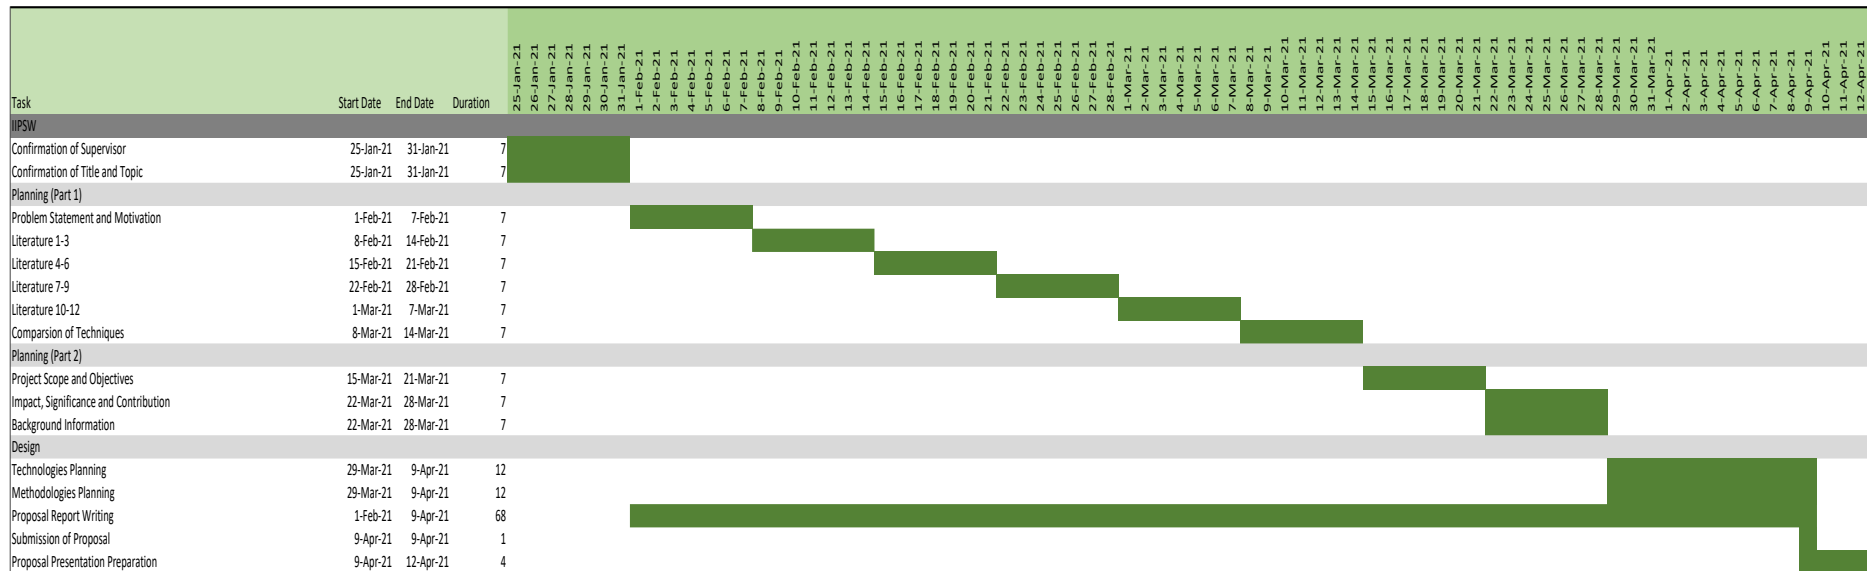 Task Start Date End Date Duration 25-Jan-21 26-Jan-21 27-Jan-21 28-Jan-21 29-Jan-21 30-Jan-21 31-Jan-21 1-Feb-21 2-Feb-21 3-Feb-21 4-Feb-21 5-Feb-21 6-Feb-21 7-Feb-21 8-Feb-21 9-Feb-21 10-Feb-21 11-Feb-21 12-Feb-21 13-Feb-21 14-Feb-21 15-Feb-21 16-Feb-21 17-Feb-21 18-Feb-21 19-Feb-21 20-Feb-21 21-Feb-21 22-Feb-21 23-Feb-21 24-Feb-21 25-Feb-21 26-Feb-21 27-Feb-21 28-Feb-21 1-Mar-21 2-Mar-21 3-Mar-21 4-Mar-21 5-Mar-21 6-Mar-21 7-Mar-21 8-Mar-21 9-Mar-21 10-Mar-21 11-Mar-21 12-Mar-21 13-Mar-21 14-Mar-21 15-Mar-21 16-Mar-21 17-Mar-21 18-Mar-21 19-Mar-21 20-Mar-21 21-Mar-21 22-Mar-21 23-Mar-21 24-Mar-21 25-Mar-21 26-Mar-21 27-Mar-21 28-Mar-21 29-Mar-21 30-Mar-21 31-Mar-21 1-Apr-21 2-Apr-21 3-Apr-21 4-Apr-21 5-Apr-21 6-Apr-21 7-Apr-21 8-Apr-21 9-Apr-21 10-Apr-21 11-Apr-21 12-Apr-21
IIPSW
Confirmation of Supervisor 25-Jan-21 31-Jan-21 7
Confirmation of Title and Topic 25-Jan-21 31-Jan-21 7
Planning (Part 1)
Problem Statement and Motivation 1-Feb-21 7-Feb-21 7
Literature 1-3 8-Feb-21 14-Feb-21 7
Literature 4-6 15-Feb-21 21-Feb-21 7
Literature 7-9 22-Feb-21 28-Feb-21 7
Literature 10-12 1-Mar-21 7-Mar-21 7
Comparsion of Techniques 8-Mar-21 14-Mar-21 7
Planning (Part 2)
Project Scope and Objectives 15-Mar-21 21-Mar-21 7
Impact, Significance and Contribution 22-Mar-21 28-Mar-21 7
Background Information 22-Mar-21 28-Mar-21 7
Design
Technologies Planning 29-Mar-21 9-Apr-21 12
Methodologies Planning 29-Mar-21 9-Apr-21 12
Proposal Report Writing 1-Feb-21 9-Apr-21 68
Submission of Proposal 9-Apr-21 9-Apr-21 1
Proposal Presentation Preparation 9-Apr-21 12-Apr-21 4